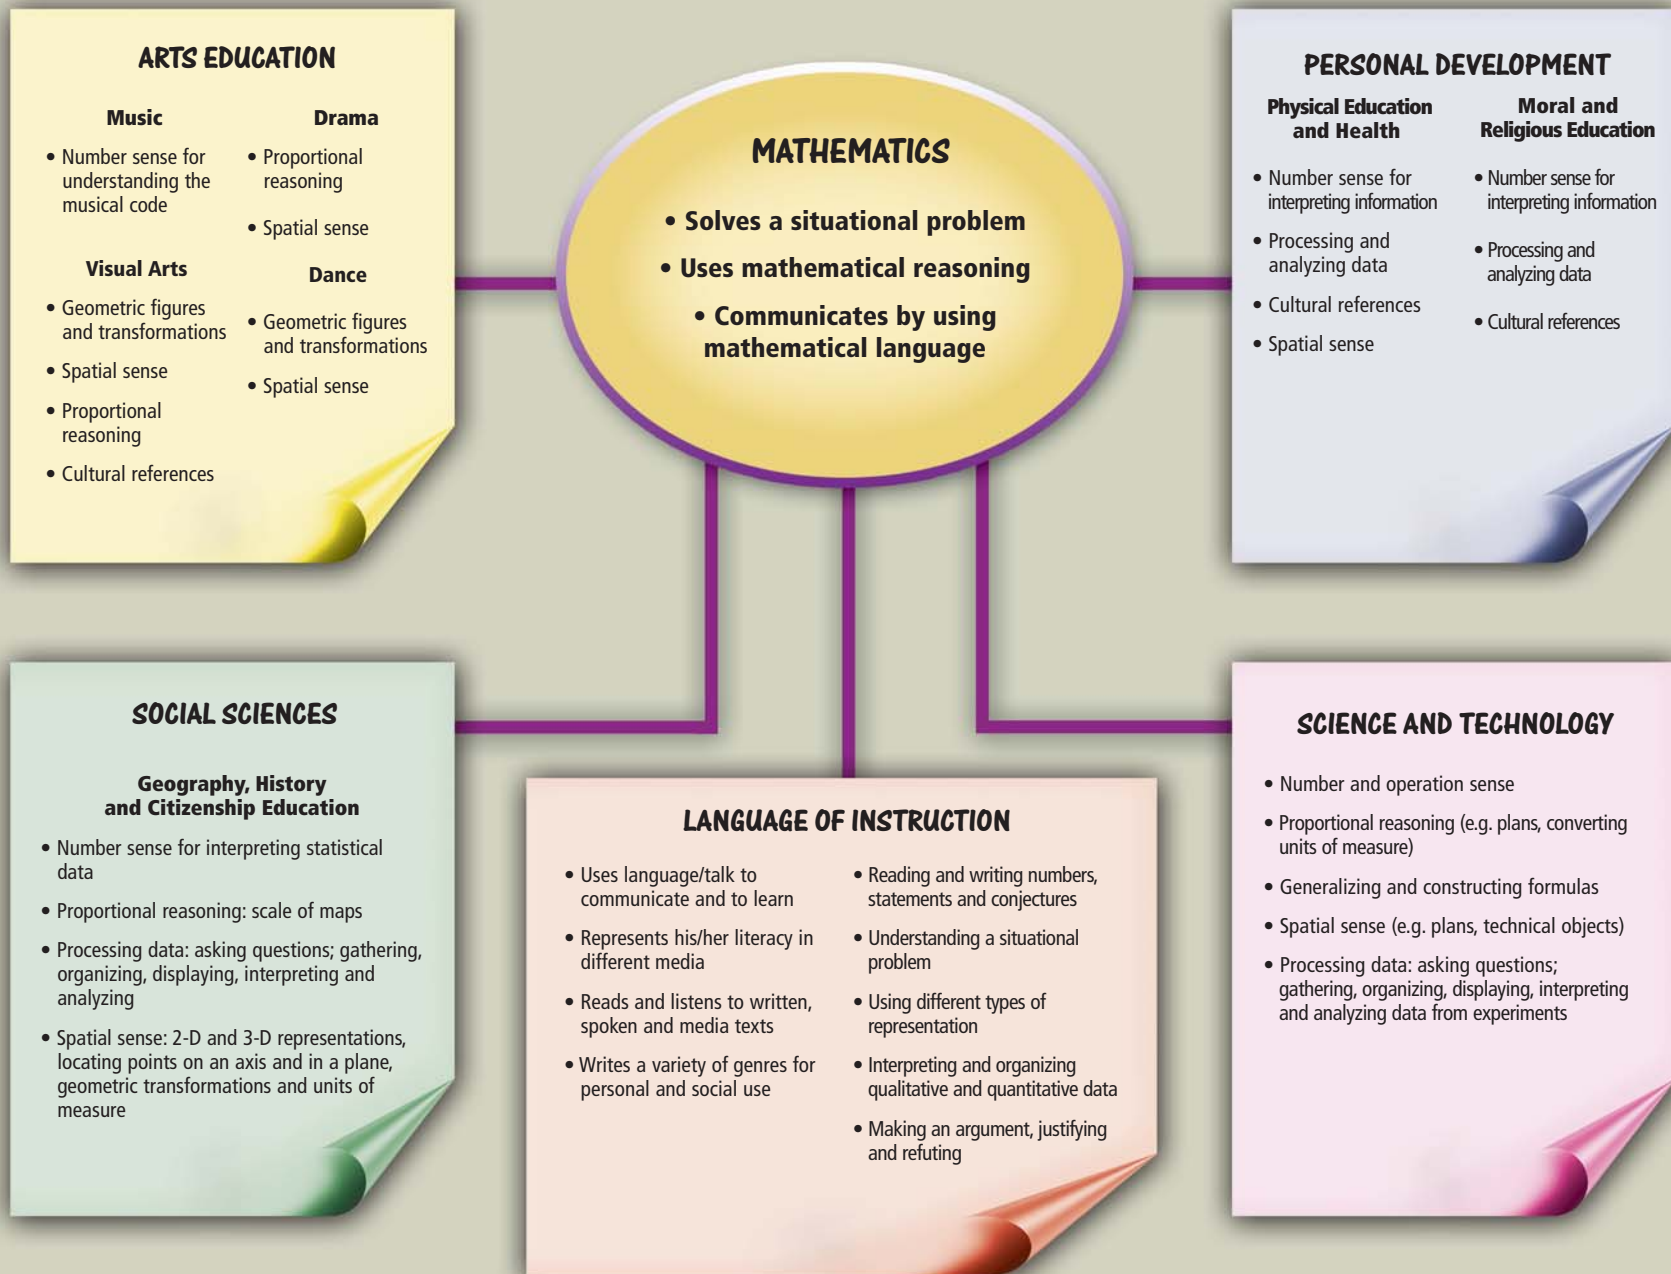 ARTS EDUCATION
Music
• Number sense for
understanding the
musical code
Drama
• Proportional
reasoning
• Spatial sense
Visual Arts
• Geometric figures
and transformations
• Spatial sense
• Proportional
reasoning
• Cultural references
Dance
• Geometric figures
and transformations
• Spatial sense
MATHEMATICS
• Solves a situational problem
• Uses mathematical reasoning
• Communicates by using
mathematical language
PERSONAL DEVELOPMENT
Physical Education
and Health
• Number sense for
interpreting information
• Processing and
analyzing data
• Cultural references
• Spatial sense
Moral and
Religious Education
• Number sense for
interpreting information
• Processing and
analyzing data
• Cultural references
SOCIAL SCIENCES
Geography, History
and Citizenship Education
• Number sense for interpreting statistical
data
• Proportional reasoning: scale of maps
• Processing data: asking questions; gathering,
organizing, displaying, interpreting and
analyzing
• Spatial sense: 2-D and 3-D representations,
locating points on an axis and in a plane,
geometric transformations and units of
measure
LANGUAGE OF INSTRUCTION
• Uses language/talk to
communicate and to learn
• Represents his/her literacy in
different media
• Reads and listens to written,
spoken and media texts
• Writes a variety of genres for
personal and social use
• Reading and writing numbers,
statements and conjectures
• Understanding a situational
problem
• Using different types of
representation
• Interpreting and organizing
qualitative and quantitative data
• Making an argument, justifying
and refuting
SCIENCE AND TECHNOLOGY
• Number and operation sense
• Proportional reasoning (e.g. plans, converting
units of measure)
• Generalizing and constructing formulas
• Spatial sense (e.g. plans, technical objects)
• Processing data: asking questions;
gathering, organizing, displaying, interpreting
and analyzing data from experiments